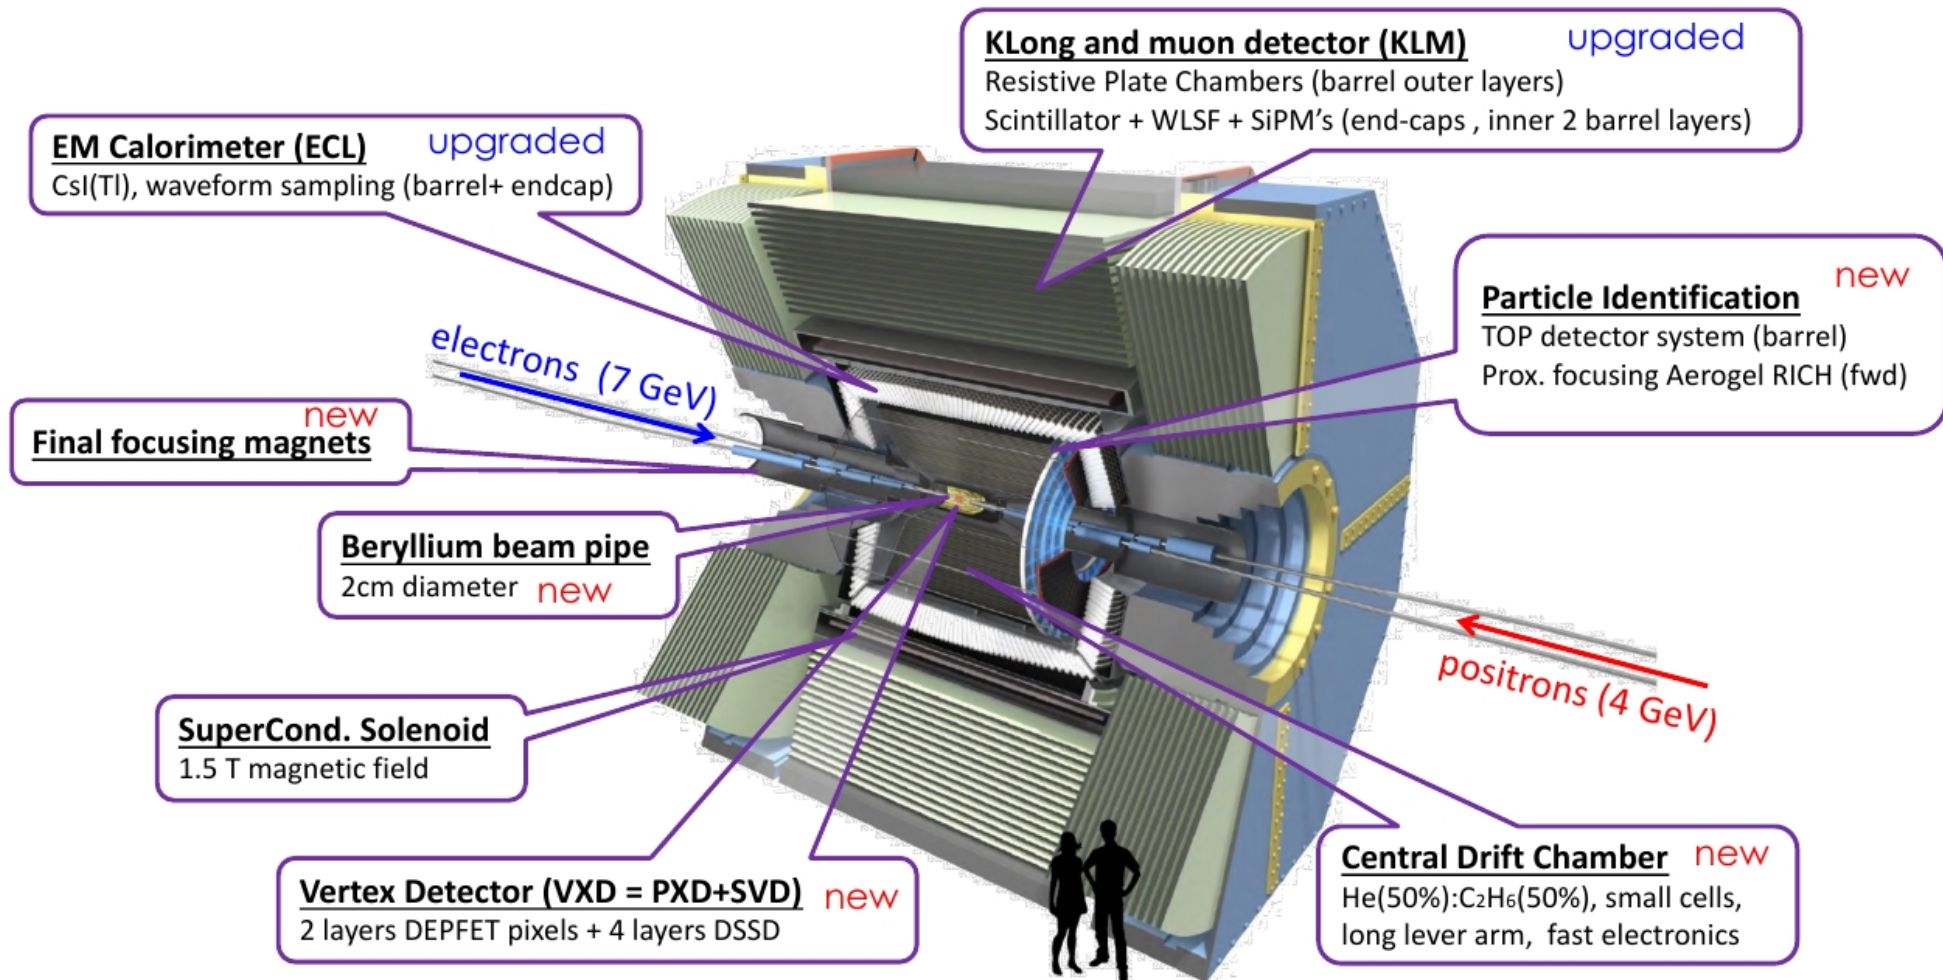 KLong and muon detector (KLM) upgraded
Resistive Plate Chambers (barrel outer layers)
Scintillator + WLSF + SiPM's (end-caps , inner 2 barrel layers)
EM Calorimeter (ECL) upgraded
CsI(Tl), waveform sampling (barrel+ endcap)
new
Particle Identification
TOP detector system (barrel)
Prox. focusing Aerogel RICH (fwd)
electrons (7 GeV)
new
Final focusing magnets
Beryllium beam pipe
2cm diameter new
positrons (4 GeV)
SuperCond. Solenoid
1.5 T magnetic field
Vertex Detector (VXD = PXD+SVD) new
2 layers DEPFET pixels + 4 layers DSSD
Central Drift Chamber new
He(50%):C₂H₆(50%), small cells,
long lever arm, fast electronics